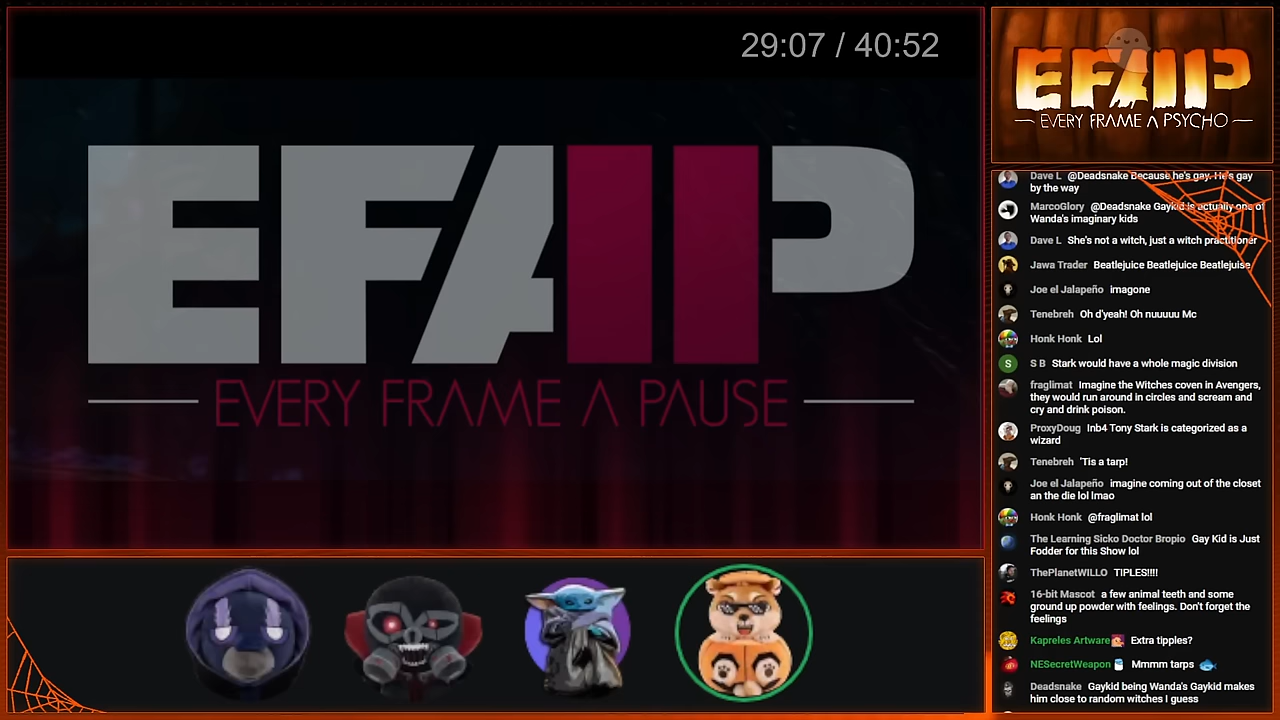 29:07 / 40:52
EFAP
EVERY FRAME A PAUSE
EFAP
EVERY FRAME A PSYCHO
Dave L @Deadsnake Because he's gay. He's gay
by the way
MarcoGlory @Deadsnake Gaykid is actually one of
Wanda's imaginary kids
Dave L She's not a witch, just a witch practitioner
Jawa Trader Beatlejuice Beatlejuice Beatlejuise
Joe el Jalapeño imagone
Tenebreh Oh d'yeah! Oh nuuuuu Mc
Honk Honk Lol
S
S B Stark would have a whole magic division
fraglimat Imagine the Witches coven in Avengers,
they would run around in circles and scream and
cry and drink poison.
ProxyDoug Inb4 Tony Stark is categorized as a
wizard
Tenebreh 'Tis a tarp!
Joe el Jalapeño imagine coming out of the closet
an the die lol lmao
Honk Honk @fraglimat lol
The Learning Sicko Doctor Bropio Gay Kid is Just
Fodder for this Show lol
ThePlanetWILLO TIPLES!!!!
16-bit Mascot a few animal teeth and some
ground up powder with feelings. Don't forget the
feelings
Kapreles Artware Extra tipples?
NESecretWeapon Mmmm tarps
Deadsnake Gaykid being Wanda's Gaykid makes
him close to random witches I guess